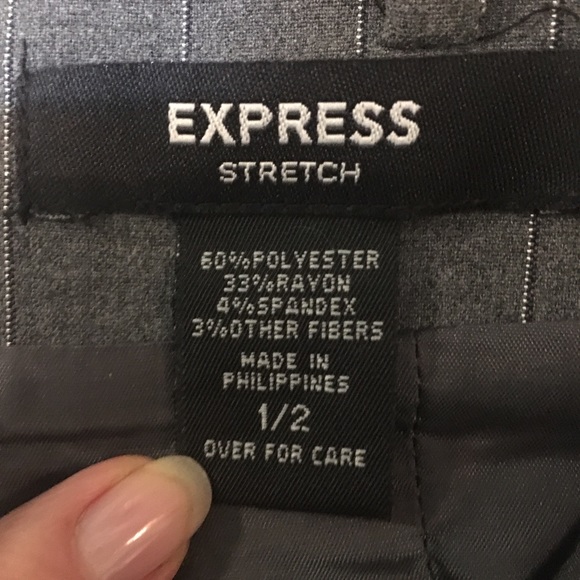 EXPRESS
STRETCH
60%POLYESTER
33%RAYON
4%SPANDEX
3%OTHER FIBERS
MADE IN
PHILIPPINES
1/2
OVER FOR CARE